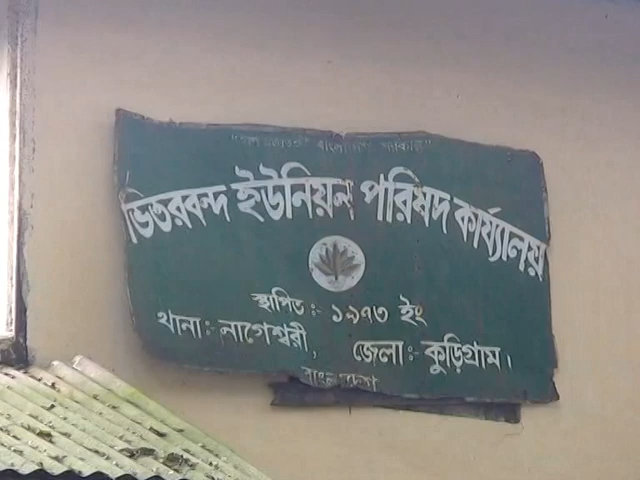 ভিতরবন্দ ইউনিয়ন পরিষদ কার্য্যালয়
স্থাপিত :- ১৯৭৩ ইং
থানা :- নাগেশ্বরী, জেলা :- কুড়িগ্রাম।
বাংলাদেশ